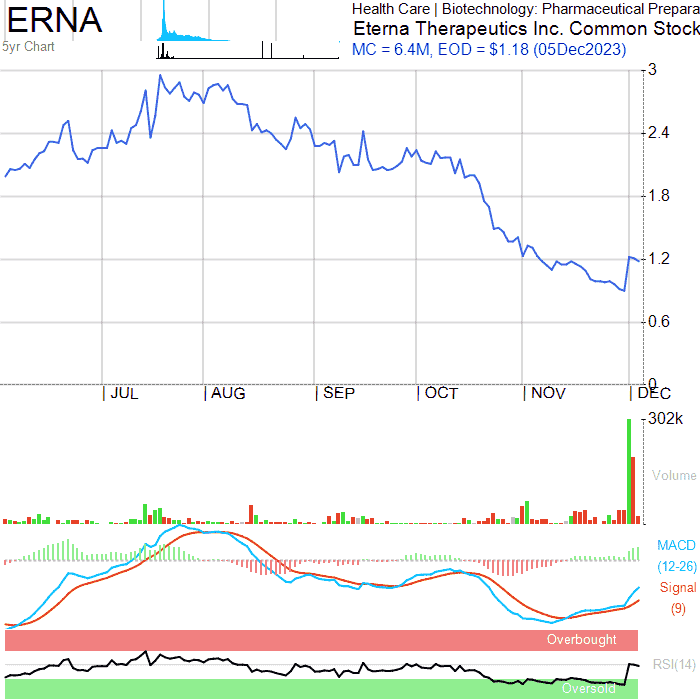 ERNA
5yr Chart
Health Care | Biotechnology: Pharmaceutical Prepara
Eterna Therapeutics Inc. Common Stock
MC = 6.4M, EOD = $1.18 (05Dec2023)
3
2.4
1.8
1.2
0.6
0
JUL AUG SEP OCT NOV DEC
302k
Volume
MACD
(12-26)
Signal
(9)
Overbought
RSI(14)
Oversold